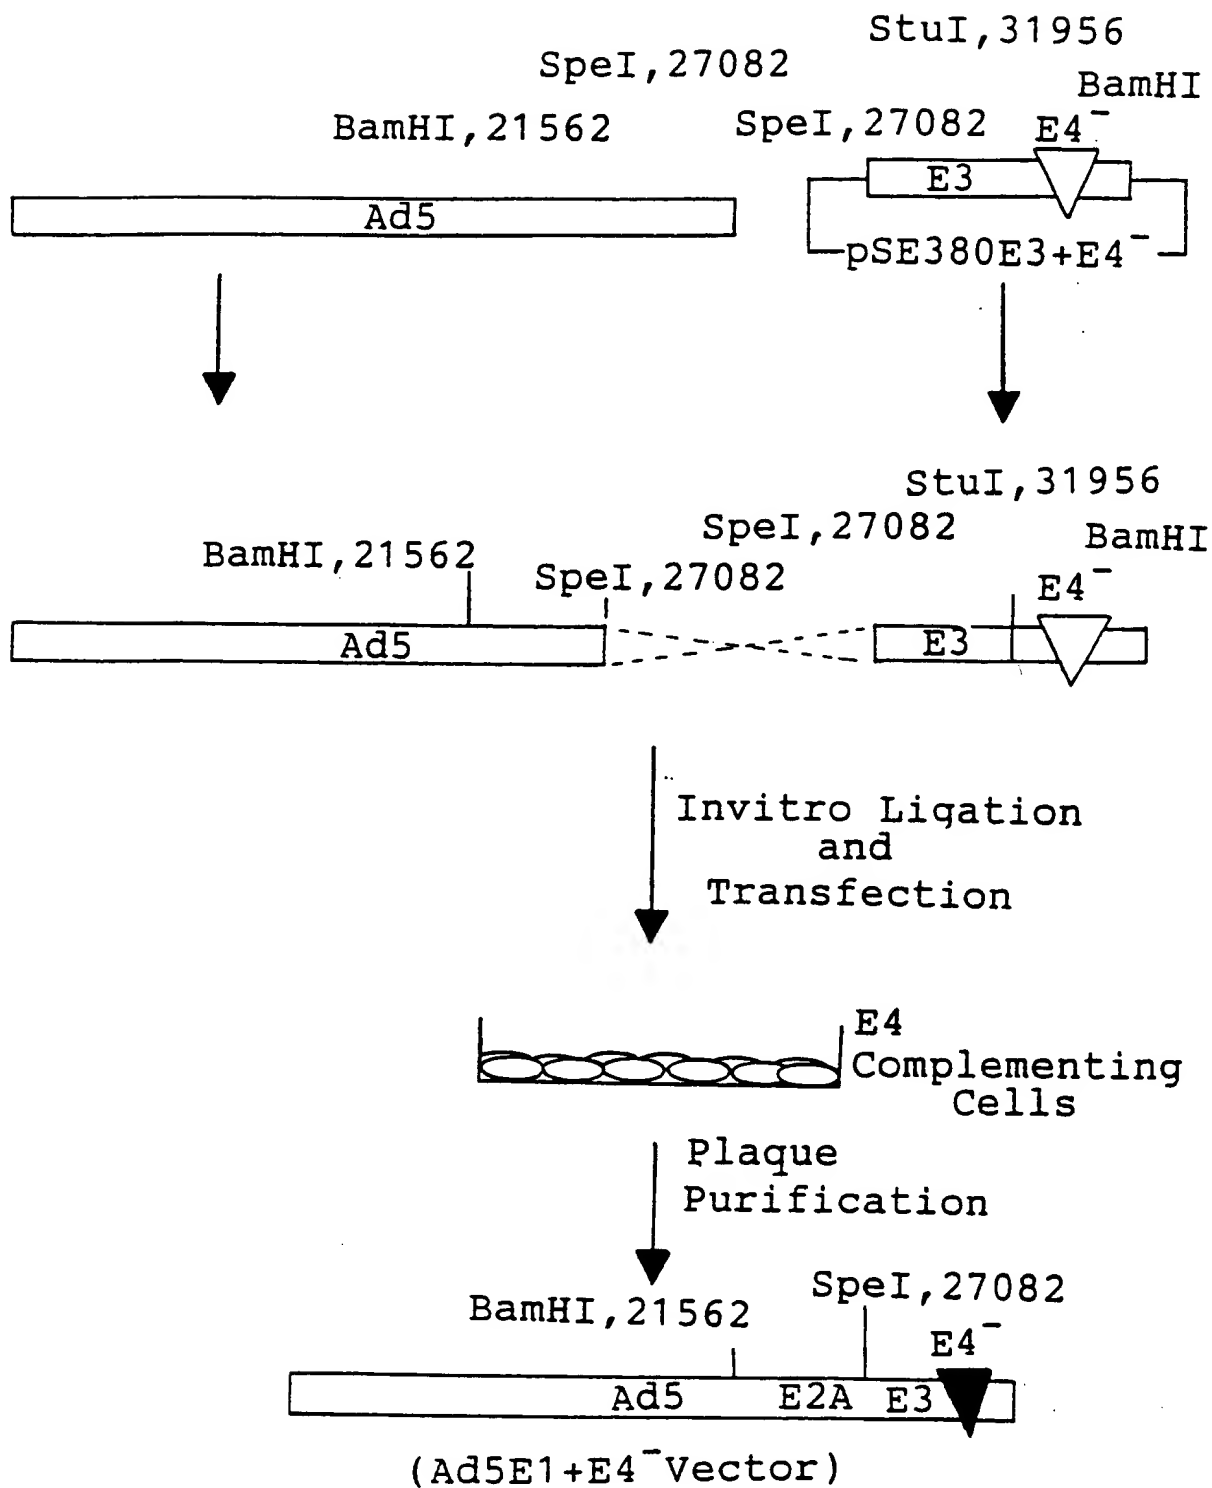 StuI,31956
SpeI,27082
BamHI
BamHI,21562
SpeI,27082
E4⁻
E3
Ad5
pSE380E3+E4⁻
StuI,31956
SpeI,27082
BamHI
BamHI,21562
SpeI,27082
E4⁻
Ad5
E3
Invitro Ligation
and
Transfection
E4
Complementing
Cells
Plaque
Purification
SpeI,27082
BamHI,21562
E4⁻
Ad5
E2A
E3
(Ad5E1+E4⁻Vector)